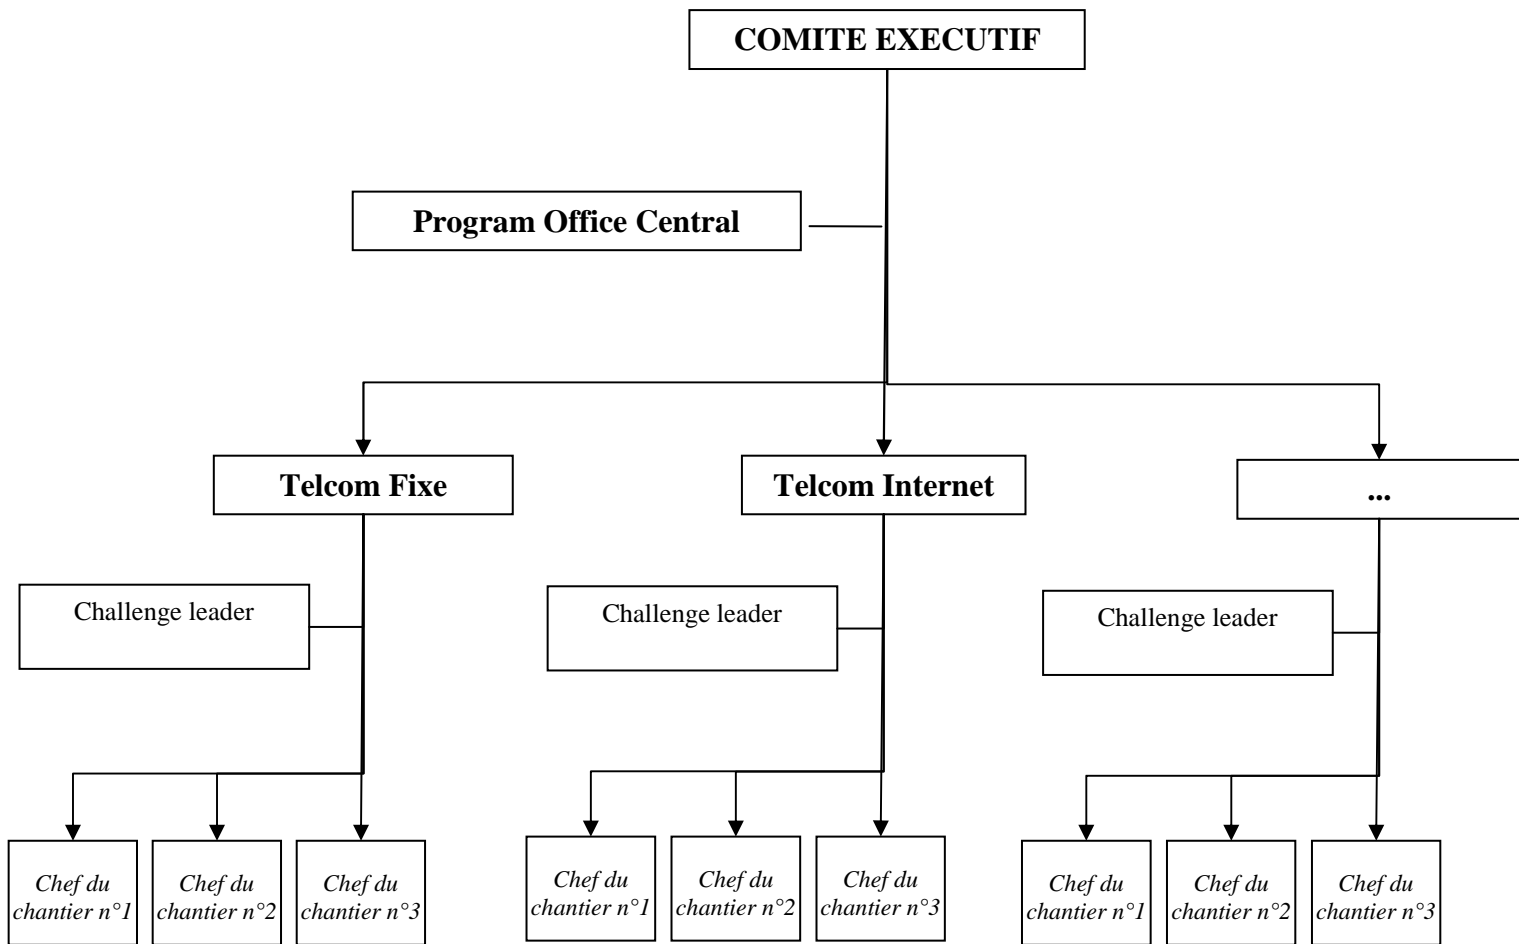 COMITE EXECUTIF
Program Office Central
Telcom Fixe
Telcom Internet
...
Challenge leader
Challenge leader
Challenge leader
Chef du
chantier n°1
Chef du
chantier n°2
Chef du
chantier n°3
Chef du
chantier n°1
Chef du
chantier n°2
Chef du
chantier n°3
Chef du
chantier n°1
Chef du
chantier n°2
Chef du
chantier n°3